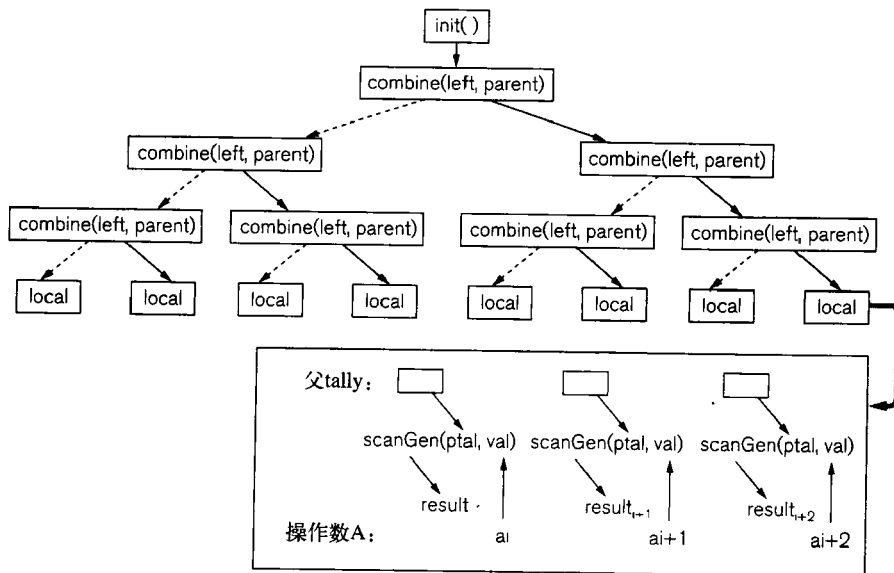 init( )
combine(left, parent)
combine(left, parent)
combine(left, parent)
combine(left, parent)
combine(left, parent)
combine(left, parent)
combine(left, parent)
local
local
local
local
local
local
local
local
父tally：
scanGen(ptal, val)
scanGen(ptal, val)
scanGen(ptal, val)
result
resulti+1
resulti+2
操作数A：
ai
ai+1
ai+2